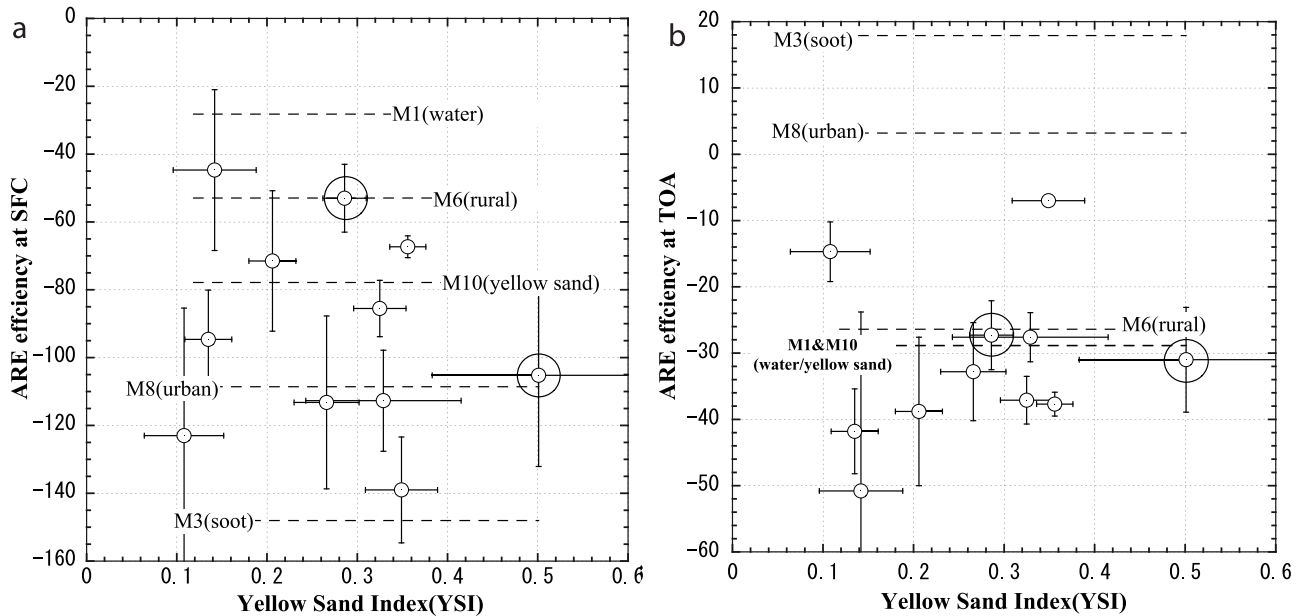 a
0
-20
-40
-60
-80
-100
-120
-140
-160
ARE effciency at SFC
M1(water)
M6(rural)
M10(yellow sand)
M8(urban)
M3(soot)
0 0.1 0.2 0.3 0.4 0.5 0.6
Yellow Sand Index(YSI)
b
20
10
0
-10
-20
-30
-40
-50
-60
ARE effciency at TOA
M3(soot)
M8(urban)
M6(rural)
M1&M10
(water/yellow sand)
0 0.1 0.2 0.3 0.4 0.5 0.6
Yellow Sand Index(YSI)